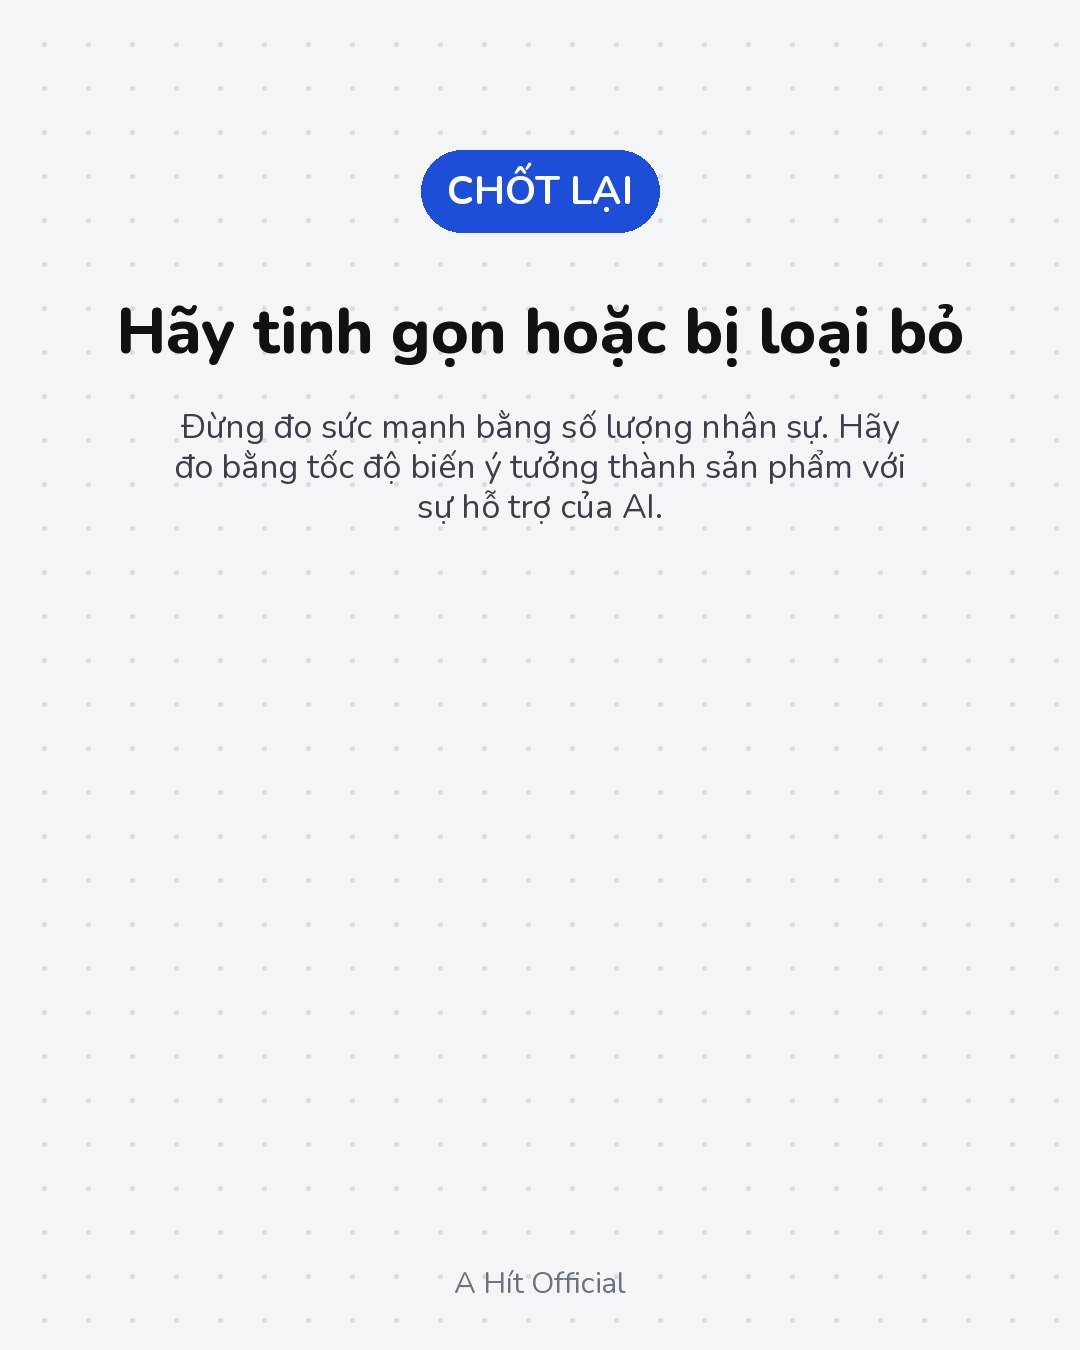 CHỐT LẠI
Hãy tinh gọn hoặc bị loại bỏ
Đừng đo sức mạnh bằng số lượng nhân sự. Hãy
đo bằng tốc độ biến ý tưởng thành sản phẩm với
sự hỗ trợ của AI.
A Hít Official